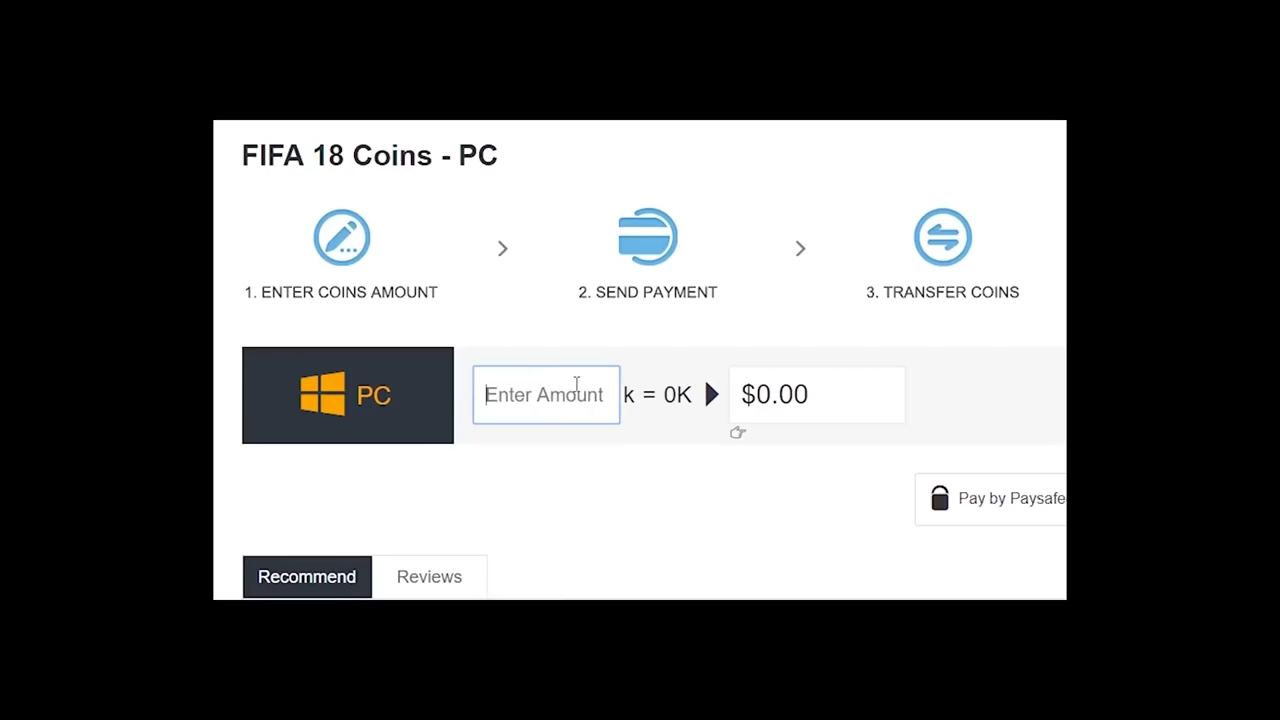 FIFA 18 Coins - PC
1. ENTER COINS AMOUNT
2. SEND PAYMENT
3. TRANSFER COINS
PC
Enter Amount k = 0K $0.00
Pay by Paysafe
Recommend
Reviews